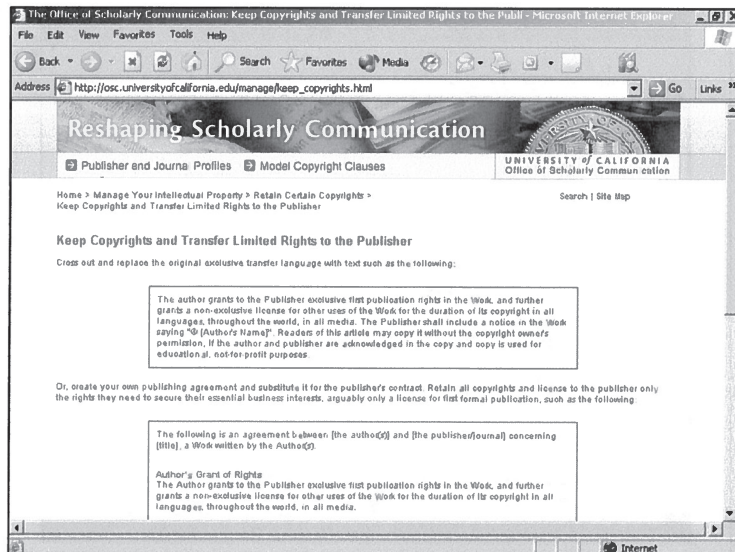 The Office of Scholarly Communication: Keep Copyrights and Transfer Limited Rights to the Publi - Microsoft Internet Explorer
File Edit View Favorites Tools Help
Back Search Favorites Media
Address http://osc.universityofcalifornia.edu/manage/keep_copyrights.html Go Links »
Reshaping Scholarly Communication
Publisher and Journal Profiles Model Copyright Clauses
UNIVERSITY of CALIFORNIA
Office of Scholarly Communication
Home > Manage Your Intellectual Property > Retain Certain Copyrights > Search | Site Map
Keep Copyrights and Transfer Limited Rights to the Publisher
Keep Copyrights and Transfer Limited Rights to the Publisher
Cross out and replace the original exclusive transfer language with text such as the following:
The author grants to the Publisher exclusive first publication rights in the Work, and further
grants a non-exclusive license for other uses of the Work for the duration of its copyright in all
languages, throughout the world, in all media. The Publisher shall include a notice in the Work
saying "© [Author's Name]". Readers of this article may copy it without the copyright owner's
permission, if the author and publisher are acknowledged in the copy and copy is used for
educational, not-for-profit purposes.
Or, create your own publishing agreement and substitute it for the publisher's contract. Retain all copyrights and license to the publisher only
the rights they need to secure their essential business interests, arguably only a license for first formal publication, such as the following:
The following is an agreement between [the author(s)] and [the publisher/journal] concerning
[title], a Work written by the Author(s).
Author's Grant of Rights
The Author grants to the Publisher exclusive first publication rights in the Work, and further
grants a non-exclusive license for other uses of the Work for the duration of its copyright in all
languages, throughout the world, in all media.
Internet